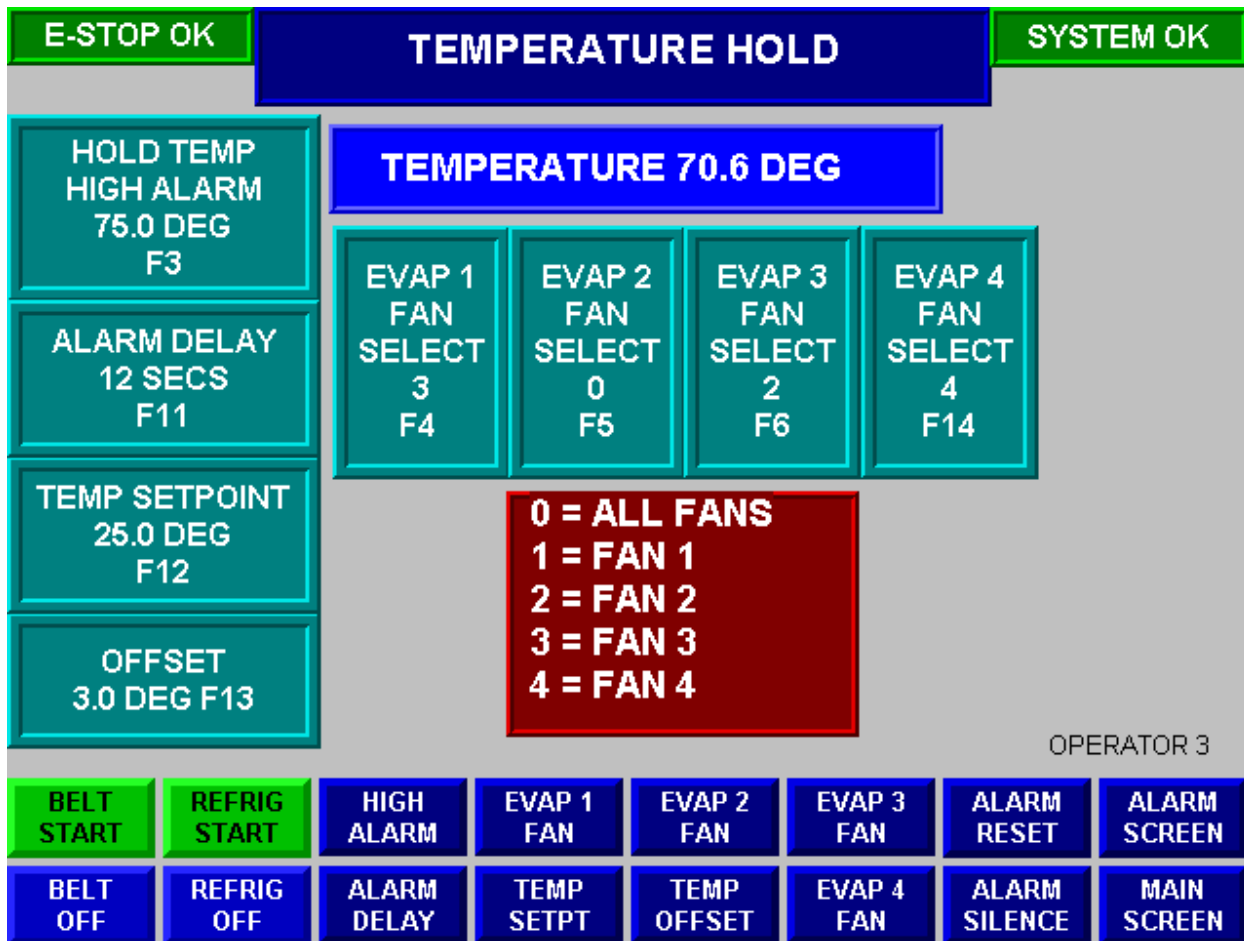 E-STOP OK
TEMPERATURE HOLD
SYSTEM OK
HOLD TEMP
HIGH ALARM
75.0 DEG
F3
ALARM DELAY
12 SECS
F11
TEMP SETPOINT
25.0 DEG
F12
OFFSET
3.0 DEG F13
TEMPERATURE 70.6 DEG
EVAP 1
FAN
SELECT
3
F4
EVAP 2
FAN
SELECT
0
F5
EVAP 3
FAN
SELECT
2
F6
EVAP 4
FAN
SELECT
4
F14
0 = ALL FANS
1 = FAN 1
2 = FAN 2
3 = FAN 3
4 = FAN 4
OPERATOR 3
BELT
START
REFRIG
START
HIGH
ALARM
EVAP 1
FAN
EVAP 2
FAN
EVAP 3
FAN
ALARM
RESET
ALARM
SCREEN
BELT
OFF
REFRIG
OFF
ALARM
DELAY
TEMP
SETPT
TEMP
OFFSET
EVAP 4
FAN
ALARM
SILENCE
MAIN
SCREEN